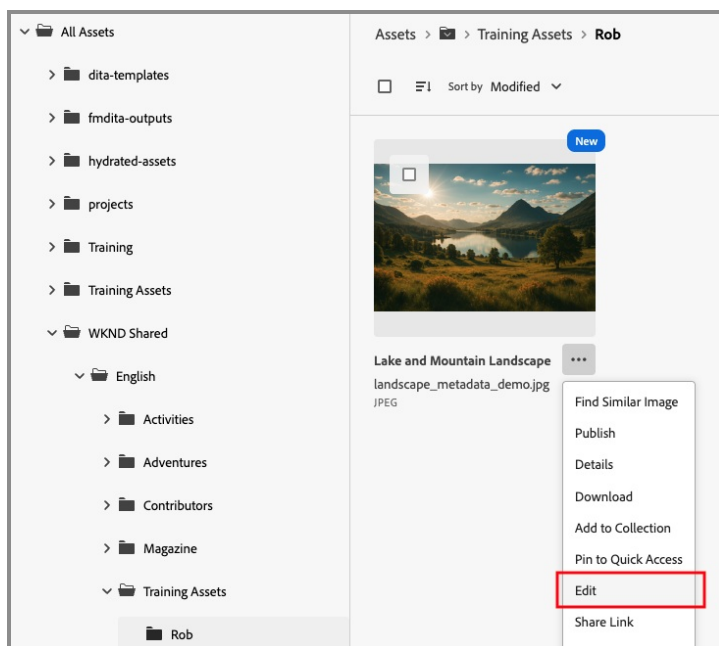 All Assets
dita-templates
fmdita-outputs
hydrated-assets
projects
Training
Training Assets
WKND Shared
English
Activities
Adventures
Contributors
Magazine
Training Assets
Rob
Assets > > Training Assets > Rob
Sort by Modified
New
Lake and Mountain Landscape
landscape_metadata_demo.jpg
JPEG
Find Similar Image
Publish
Details
Download
Add to Collection
Pin to Quick Access
Edit
Share Link